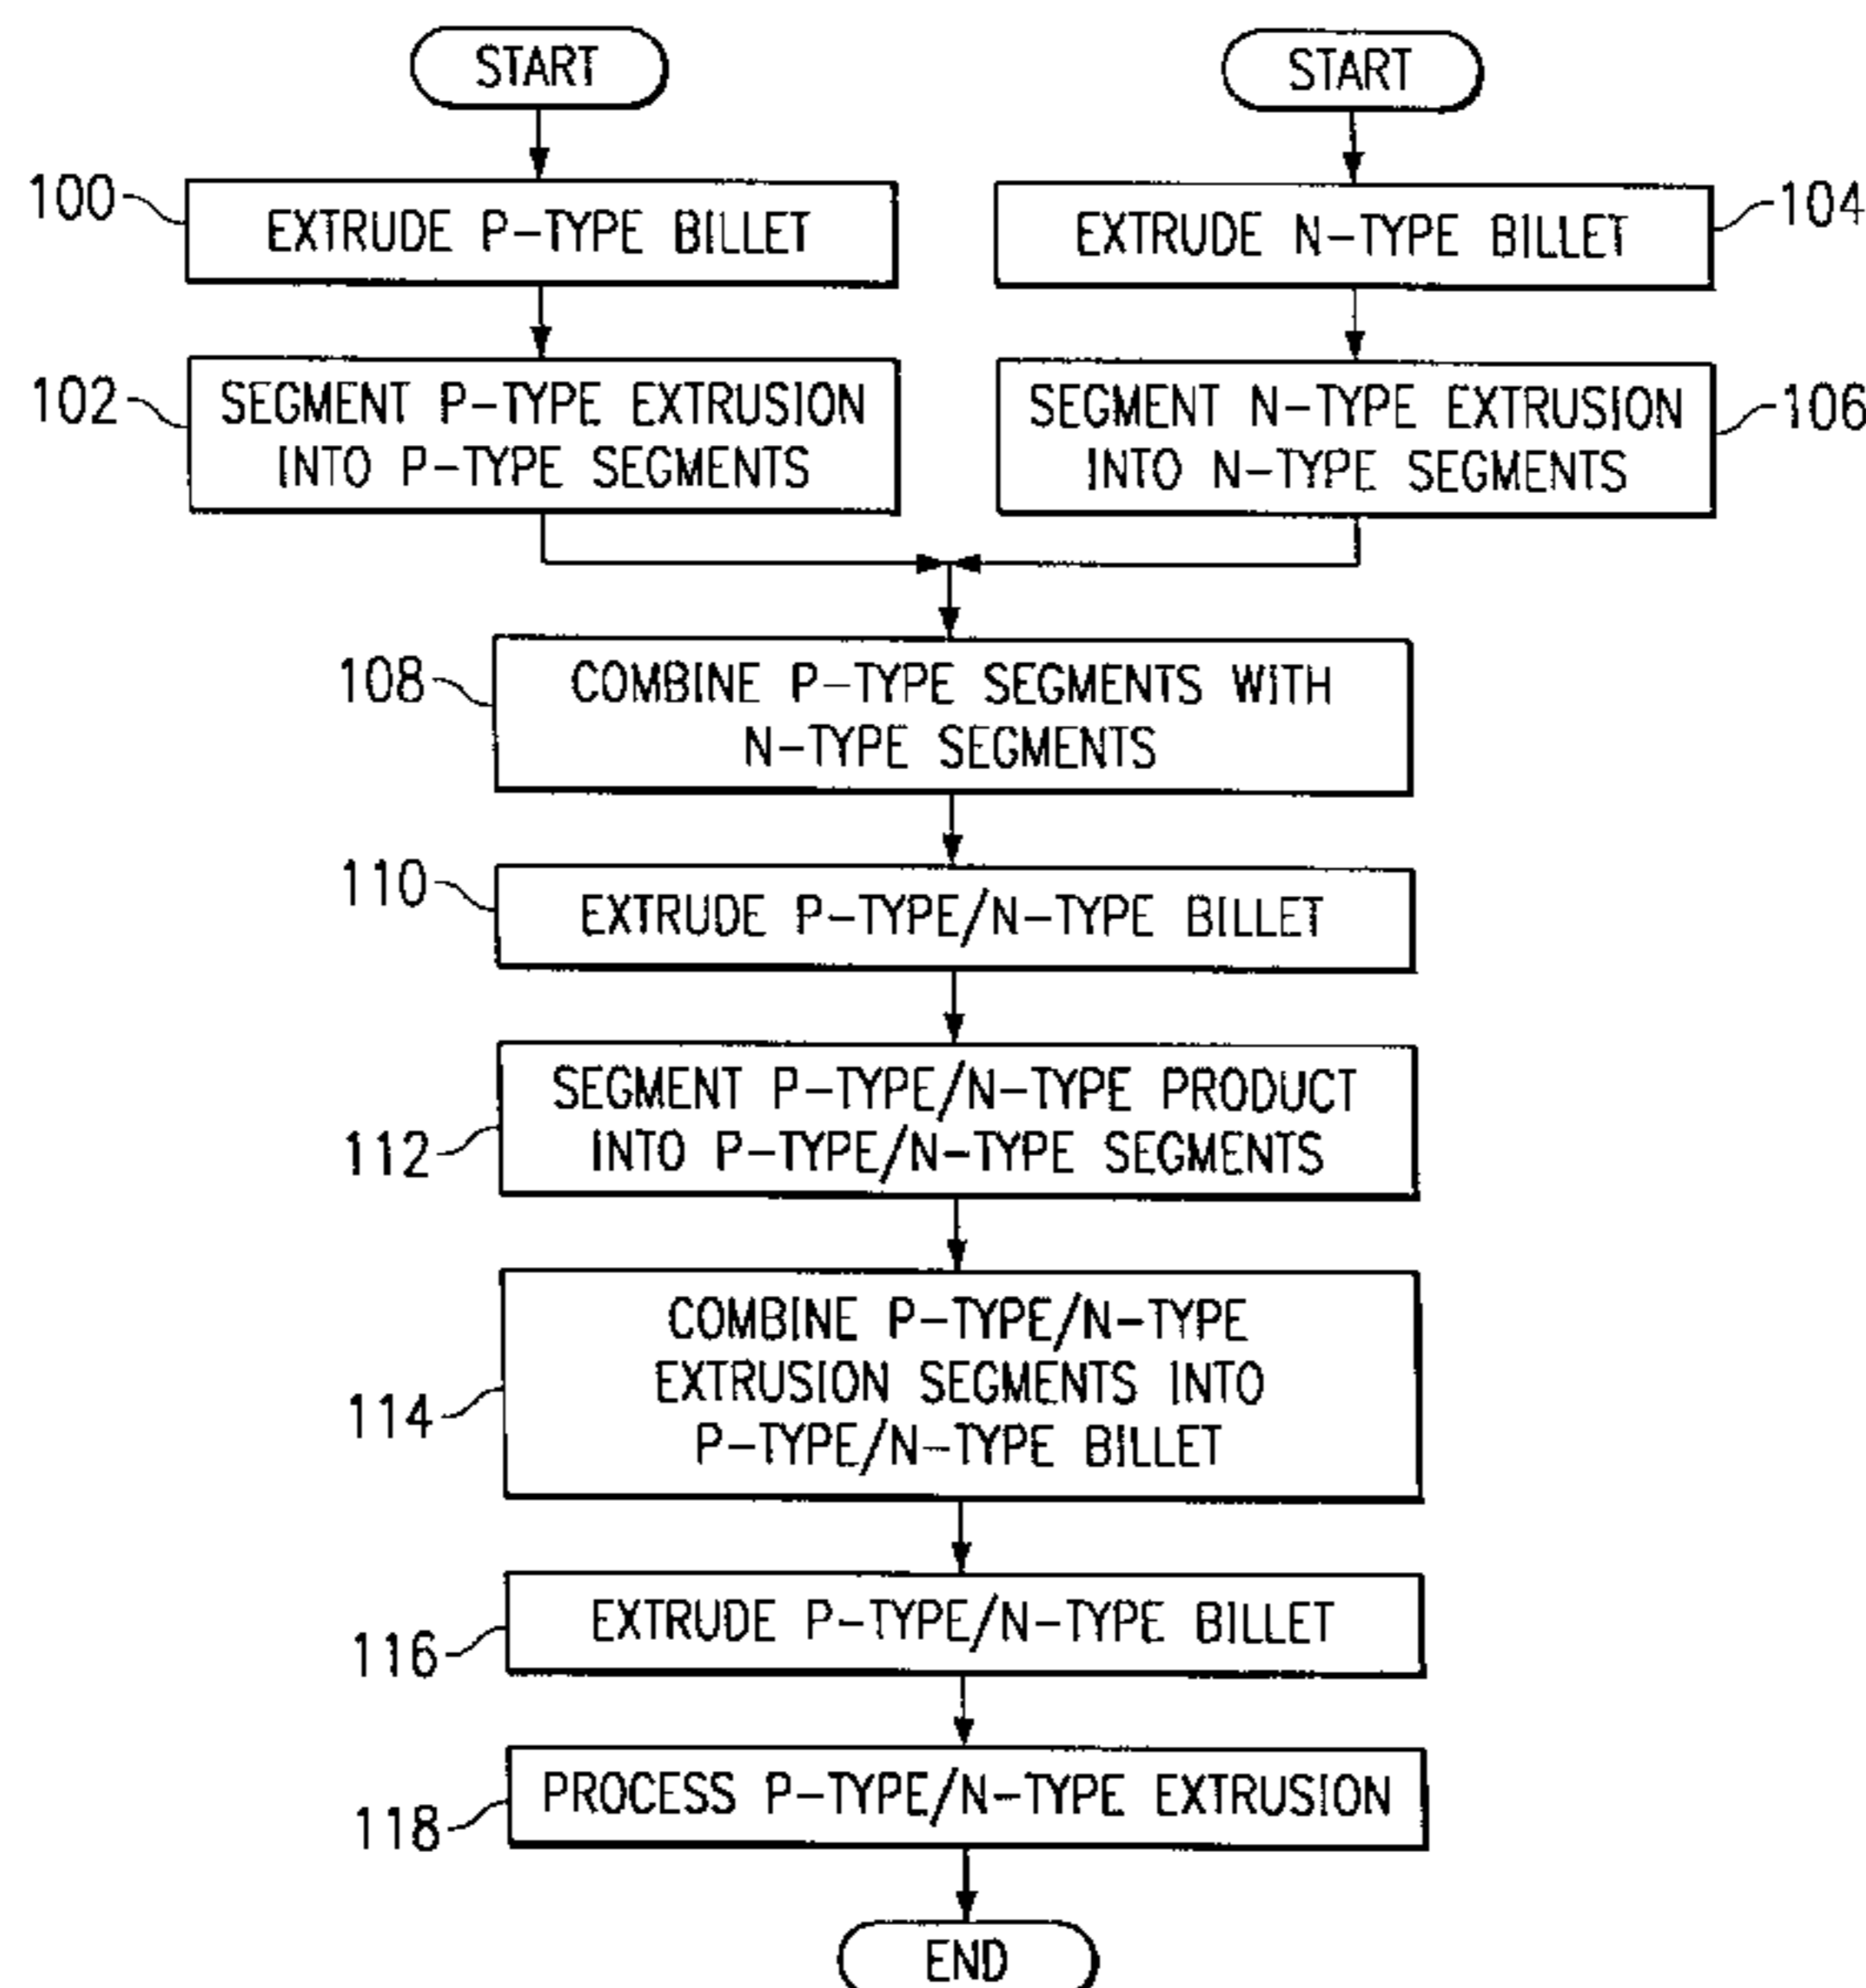 START
START
100
EXTRUDE P-TYPE BILLET
EXTRUDE N-TYPE BILLET
104
102
SEGMENT P-TYPE EXTRUSION
INTO P-TYPE SEGMENTS
SEGMENT N-TYPE EXTRUSION
INTO N-TYPE SEGMENTS
106
108
COMBINE P-TYPE SEGMENTS WITH
N-TYPE SEGMENTS
110
EXTRUDE P-TYPE/N-TYPE BILLET
112
SEGMENT P-TYPE/N-TYPE PRODUCT
INTO P-TYPE/N-TYPE SEGMENTS
114
COMBINE P-TYPE/N-TYPE
EXTRUSION SEGMENTS INTO
P-TYPE/N-TYPE BILLET
116
EXTRUDE P-TYPE/N-TYPE BILLET
118
PROCESS P-TYPE/N-TYPE EXTRUSION
END